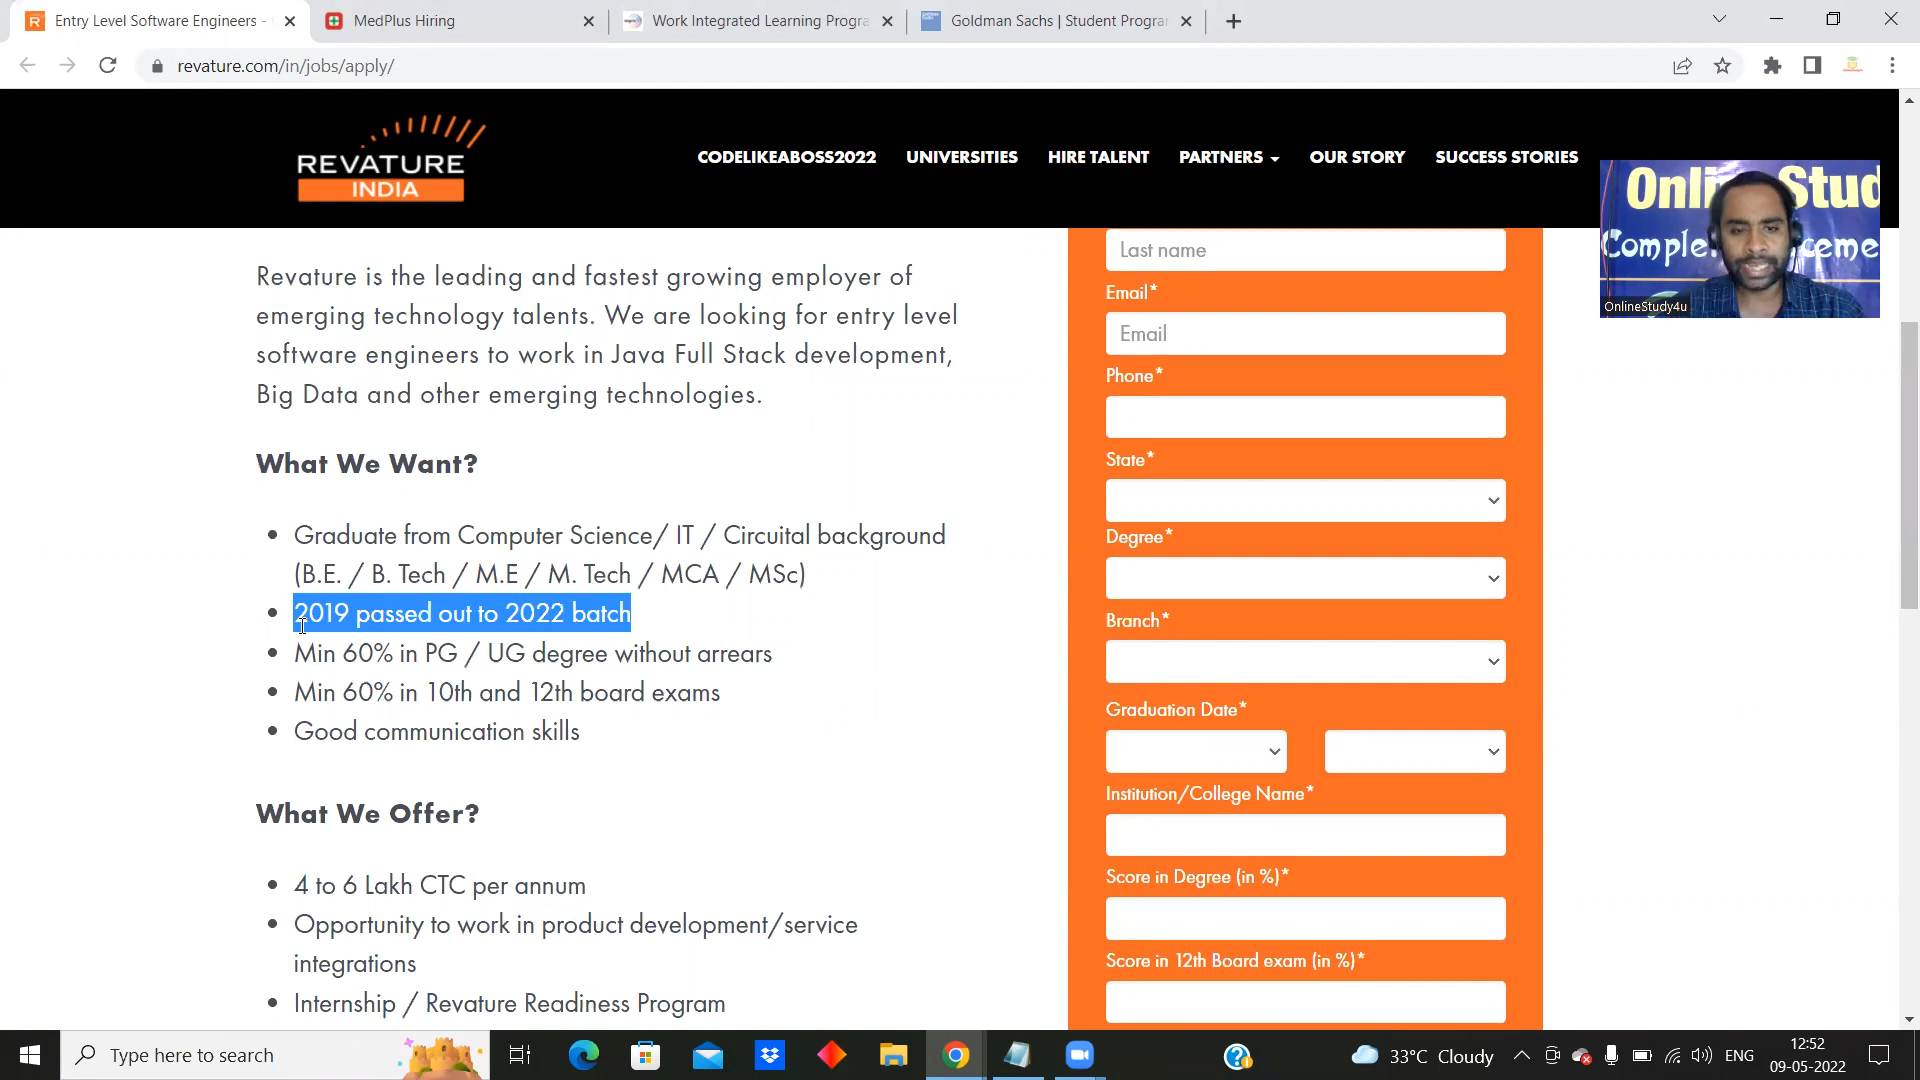 Entry Level Software Engineers -
MedPlus Hiring
Work Integrated Learning Progra
Goldman Sachs | Student Program
revature.com/in/jobs/apply/
REVATURE
INDIA
CODELIKEABOSS2022
UNIVERSITIES
HIRE TALENT
PARTNERS
OUR STORY
SUCCESS STORIES
Onlin Stud
Comple ceme
OnlineStudy4u
Revature is the leading and fastest growing employer of
emerging technology talents. We are looking for entry level
software engineers to work in Java Full Stack development,
Big Data and other emerging technologies.
What We Want?
Graduate from Computer Science/ IT / Circuital background
(B.E. / B. Tech / M.E / M. Tech / MCA / MSc)
2019 passed out to 2022 batch
Min 60% in PG / UG degree without arrears
Min 60% in 10th and 12th board exams
Good communication skills
What We Offer?
4 to 6 Lakh CTC per annum
Opportunity to work in product development/service
integrations
Internship / Revature Readiness Program
Last name
Email*
Email
Phone*
State*
Degree*
Branch*
Graduation Date*
Institution/College Name*
Score in Degree (in %)*
Score in 12th Board exam (in %)*
Type here to search
33°C Cloudy
ENG
12:52
09-05-2022